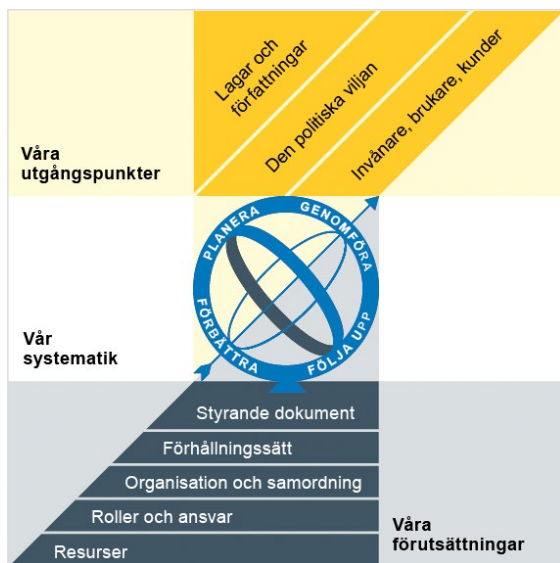 Lagar och
författningar
Den politiska viljan
Invånare, brukare, kunder
Våra
utgångspunkter
PLANERA
GENOMFÖRA
FÖRBÄTTRA
FÖLJA UPP
Vår
systematik
Styrande dokument
Förhållningssätt
Organisation och samordning
Roller och ansvar
Resurser
Våra
förutsättningar